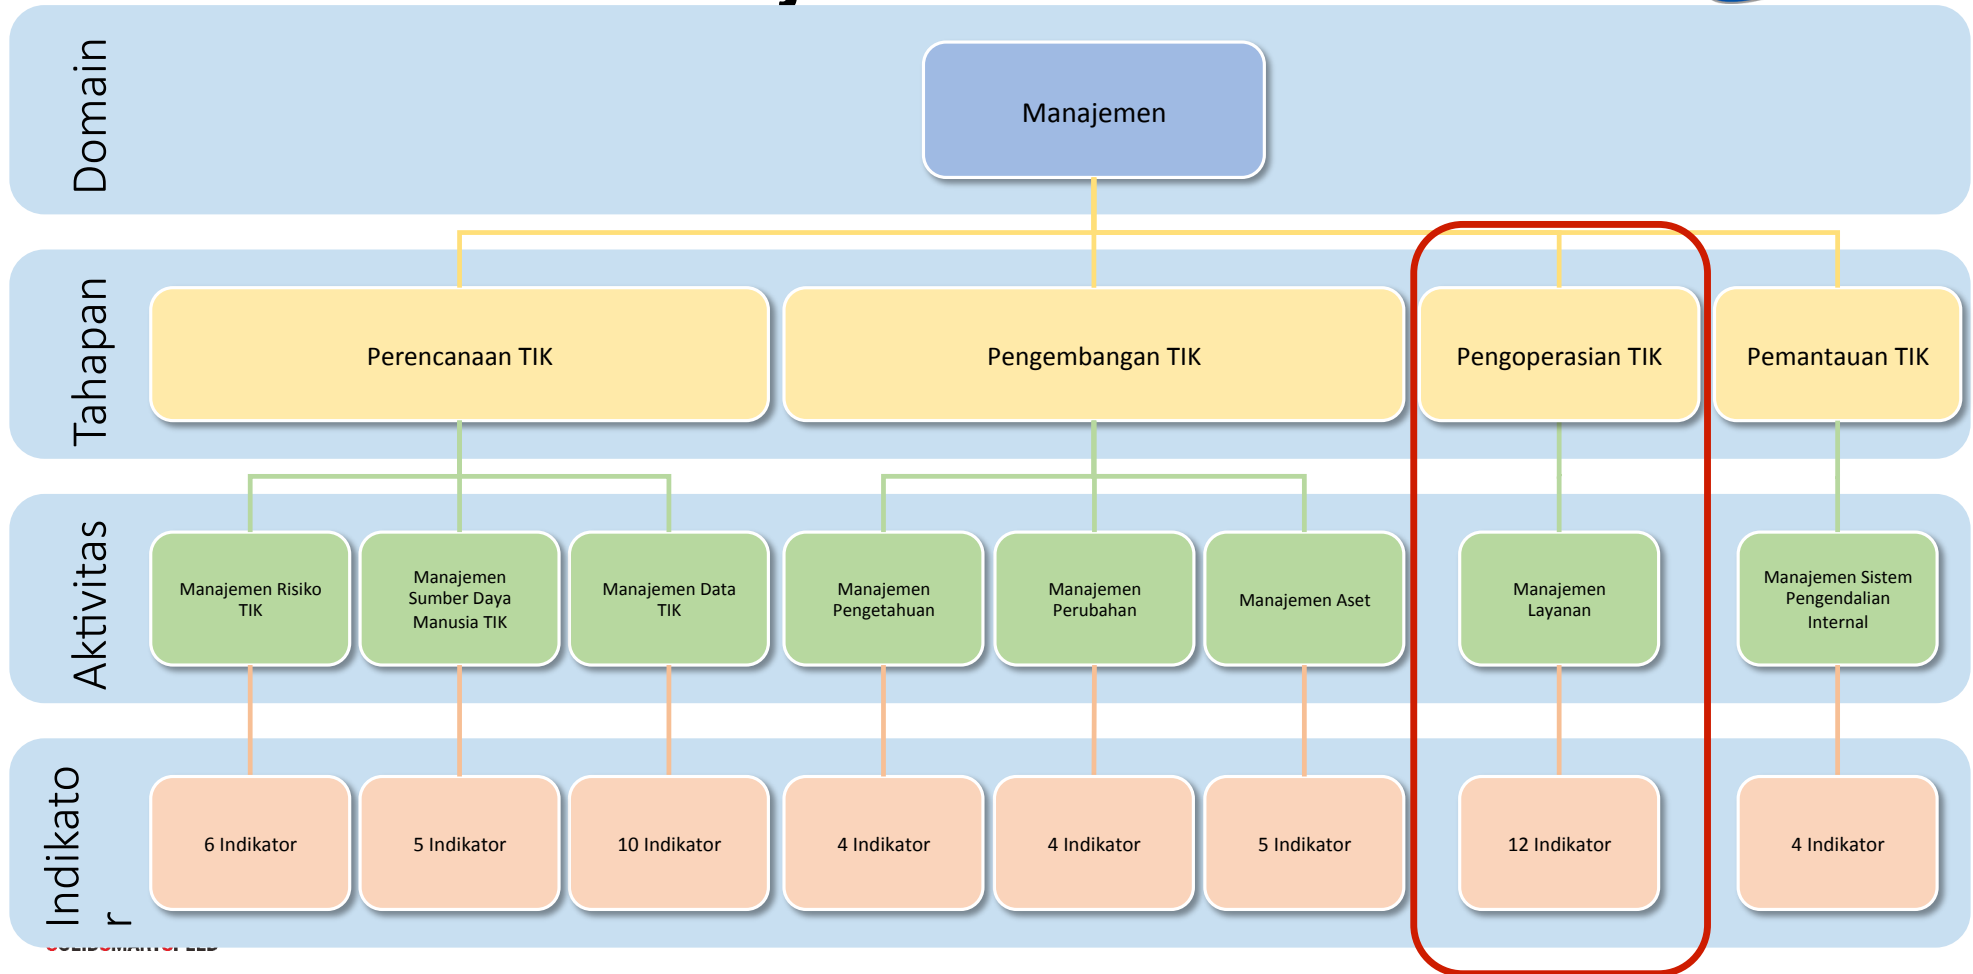 Domain
Manajemen
Tahapan
Perencanaan TIK
Pengembangan TIK
Pengoperasian TIK
Pemantauan TIK
Aktivitas
Manajemen Risiko
TIK
Manajemen
Sumber Daya
Manusia TIK
Manajemen Data
TIK
Manajemen
Pengetahuan
Manajemen
Perubahan
Manajemen Aset
Manajemen
Layanan
Manajemen Sistem
Pengendalian
Internal
Indikato
r
6 Indikator
5 Indikator
10 Indikator
4 Indikator
4 Indikator
5 Indikator
12 Indikator
4 Indikator